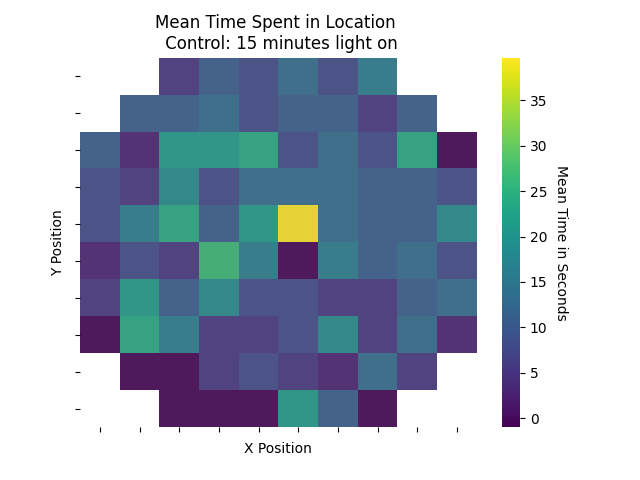 Mean Time Spent in Location
Control: 15 minutes light on
Y Position
X Position
35
30
25
20
15
10
5
0
Mean Time in Seconds